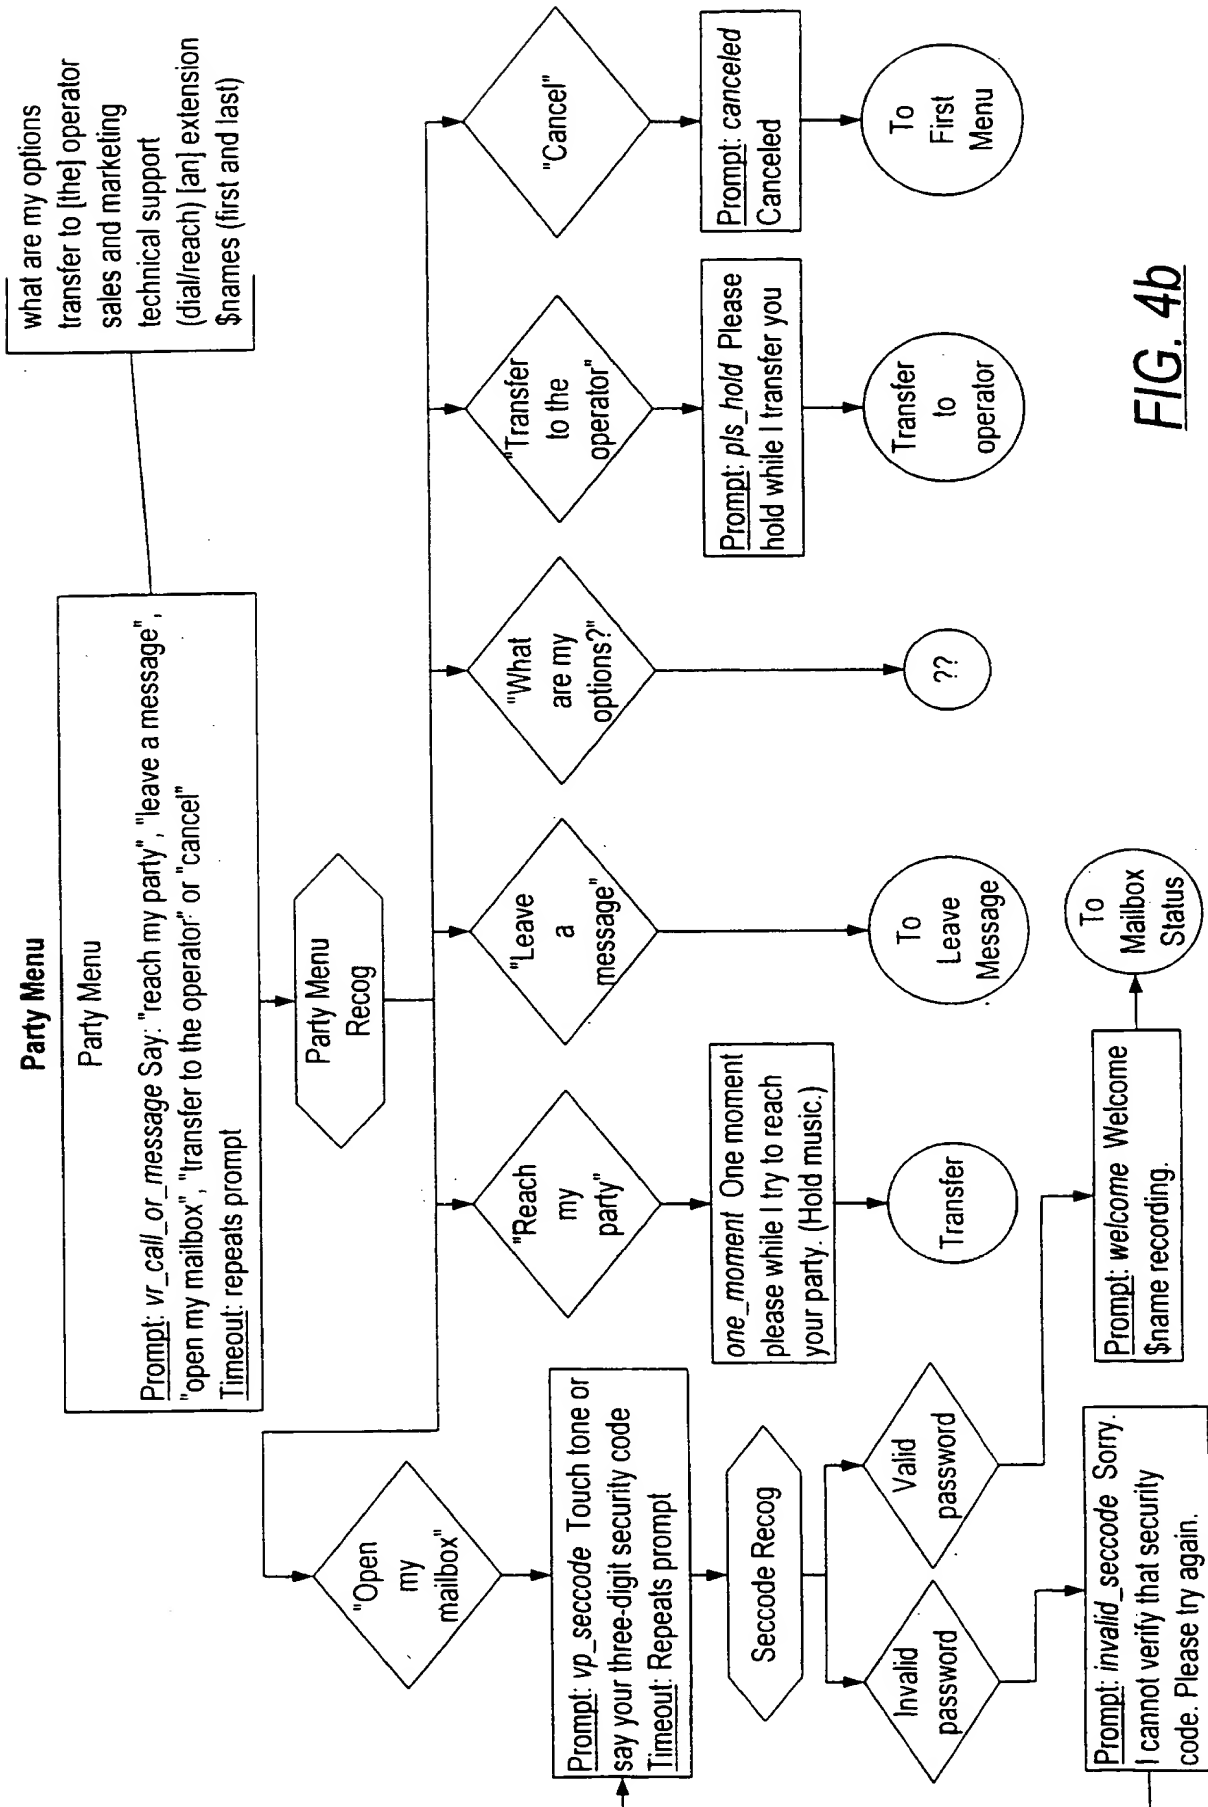 Party Menu
Party Menu
Prompt: vr_call_or_message Say: "reach my party", "leave a message",
"open my mailbox", "transfer to the operator" or "cancel"
Timeout: repeats prompt
what are my options
transfer to [the] operator
sales and marketing
technical support
(dial/reach) [an] extension
$names (first and last)
Party Menu
Recog
"Open
my
mailbox"
"Reach
my
party"
"Leave
a
message"
"What
are my
options?"
"Transfer
to the
operator"
"Cancel"
Prompt: vp_seccode Touch tone or
say your three-digit security code
Timeout: Repeats prompt
one_moment One moment
please while I try to reach
your party. (Hold music.)
Prompt: pls_hold Please
hold while I transfer you
Prompt: canceled
Canceled
Seccode Recog
Transfer
To
Leave
Message
??
Transfer
to
operator
To
First
Menu
Invalid
password
Valid
password
Prompt: invalid_seccode Sorry.
I cannot verify that security
code. Please try again.
Prompt: welcome Welcome
$name recording.
To
Mailbox
Status
FIG. 4b